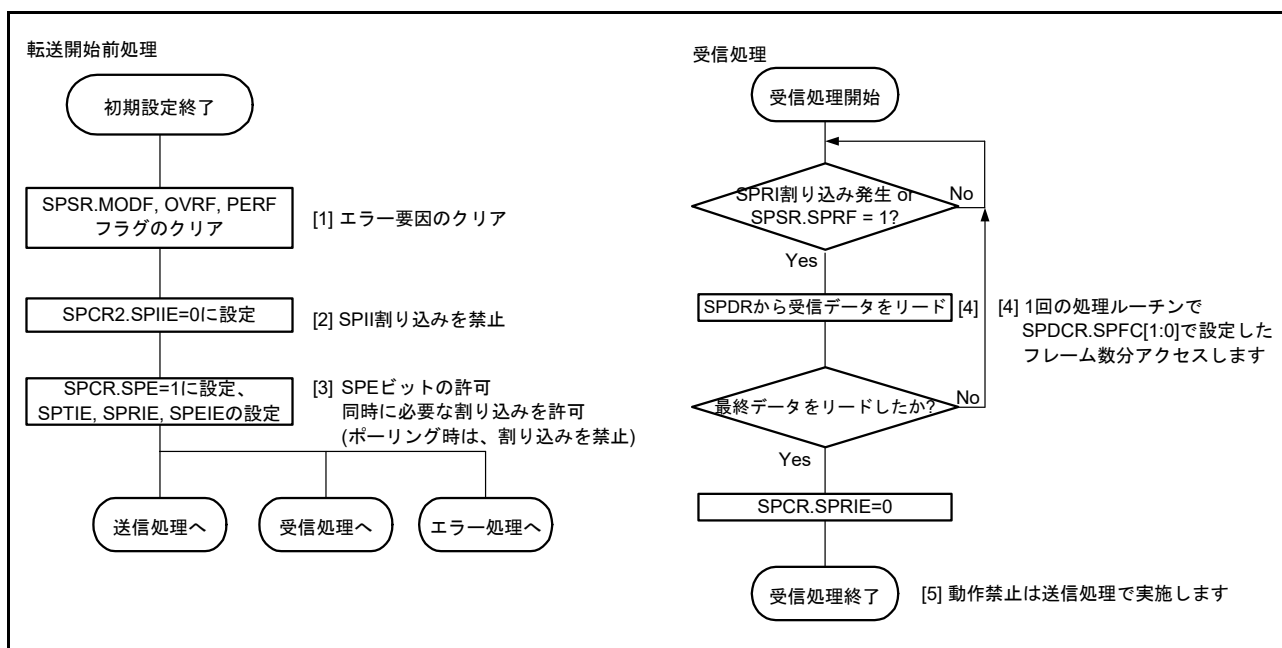 転送開始前処理
初期設定終了
SPSR.MODF, OVRF, PERF
フラグのクリア
[1] エラー要因のクリア
SPCR2.SPIIE=0に設定
[2] SPII割り込みを禁止
SPCR.SPE=1に設定、
SPTIE, SPRIE, SPEIEの設定
[3] SPEビットの許可
同時に必要な割り込みを許可
(ポーリング時は、割り込みを禁止)
送信処理へ
受信処理へ
エラー処理へ
受信処理
受信処理開始
SPRI割り込み発生 or
SPSR.SPRF = 1?
No
Yes
SPDRから受信データをリード
[4]
[4] 1回の処理ルーチンで
SPDCR.SPFC[1:0]で設定した
フレーム数分アクセスします
最終データをリードしたか?
No
Yes
SPCR.SPRIE=0
受信処理終了
[5] 動作禁止は送信処理で実施します